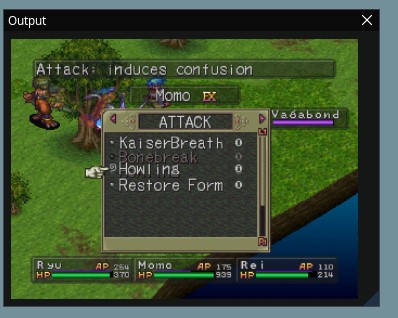 Output
Attack: induces confusion
Momo EX
Vagabond
ATTACK
KaiserBreath 0
Bonebreak 0
Howling 0
Restore Form 0
Ryu AP 264
HP 370
Momo AP 175
HP 939
Rei AP 110
HP 214